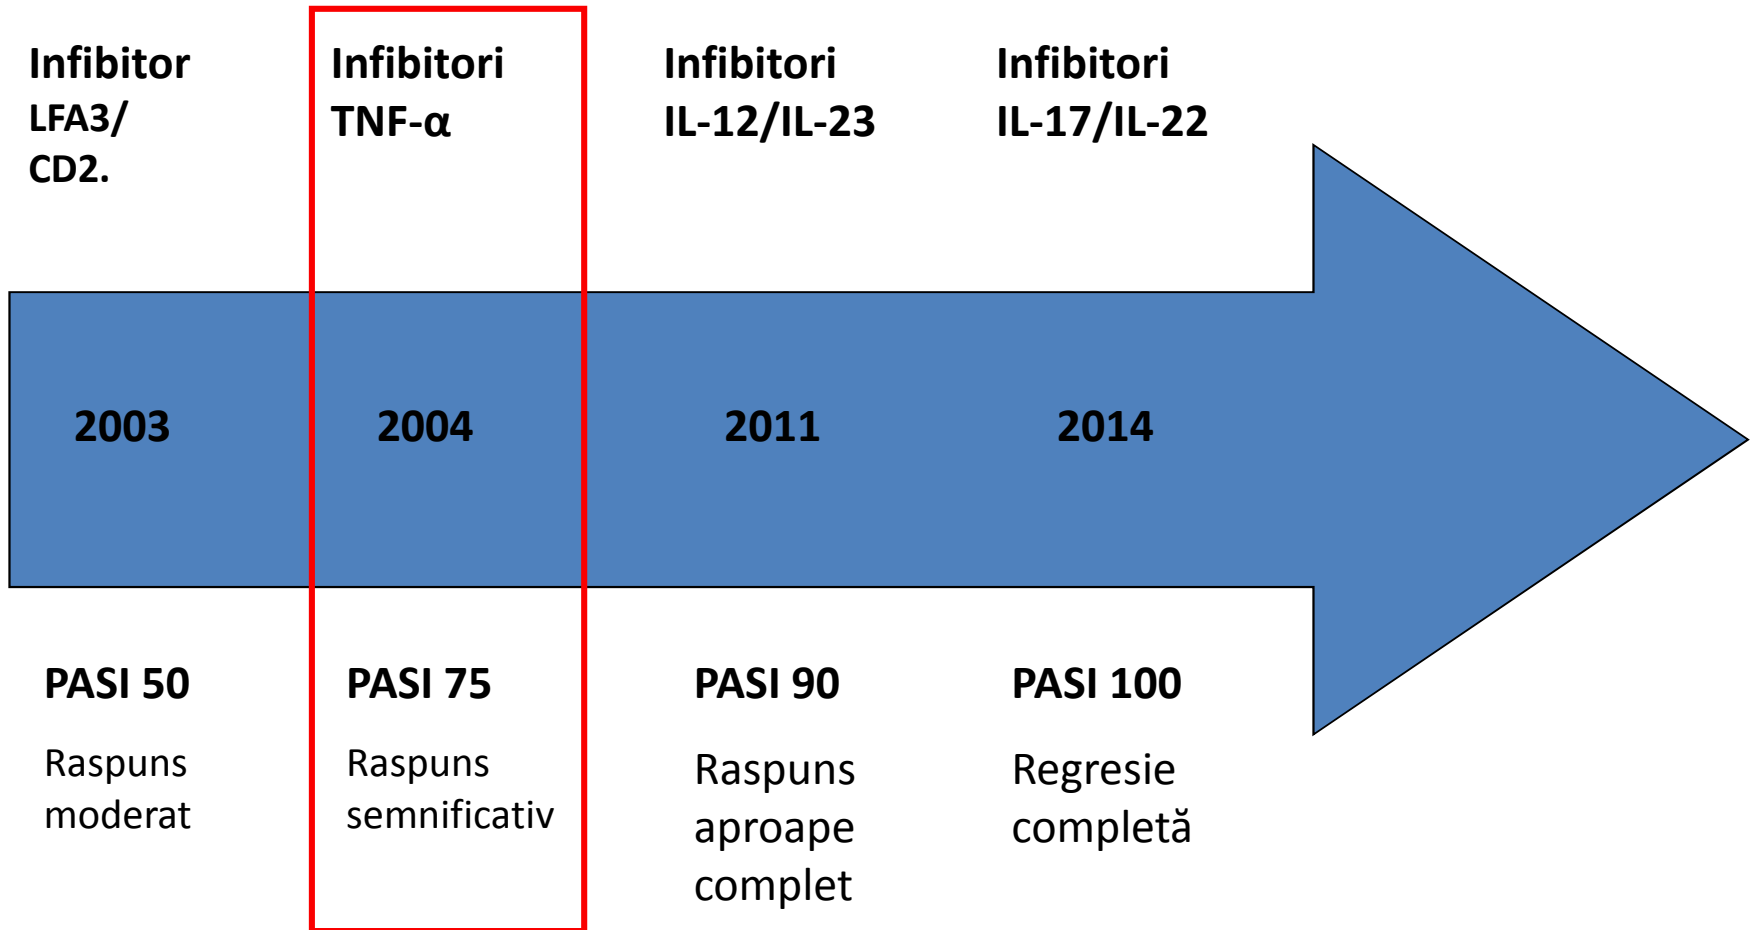 Infibitor
LFA3/
CD2.
Infibitori
TNF-α
Infibitori
IL-12/IL-23
Infibitori
IL-17/IL-22
2003
2004
2011
2014
PASI 50
Raspuns
moderat
PASI 75
Raspuns
semnificativ
PASI 90
Raspuns
aproape
complet
PASI 100
Regresie
completă